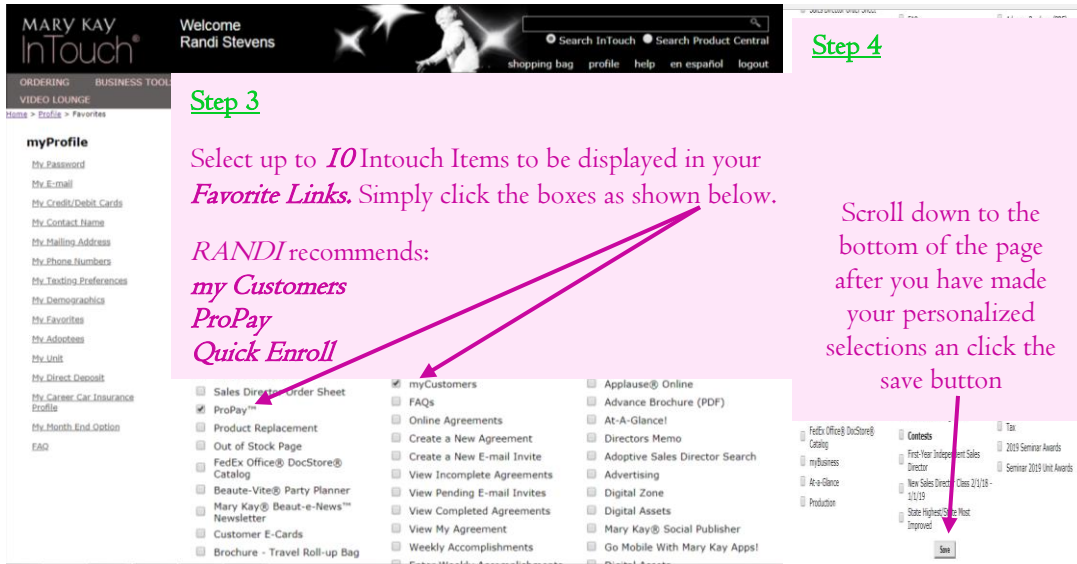 MARY KAY
InTouch®
Welcome
Randi Stevens
Search InTouch Search Product Central
shopping bag profile help en español logout
ORDERING BUSINESS TOOL
VIDEO LOUNGE
Home > Profile > Favorites
myProfile
My Password
My E-mail
My Credit/Debit Cards
My Contact Name
My Mailing Address
My Phone Numbers
My Texting Preferences
My Demographics
My Favorites
My Adoptees
My Unit
My Direct Deposit
My Career Car Insurance
Profile
My Month End Option
FAQ
Step 3
Select up to 10 Intouch Items to be displayed in your
Favorite Links. Simply click the boxes as shown below.
RANDI recommends:
my Customers
ProPay
Quick Enroll
Sales Director Order Sheet
ProPay™
Product Replacement
Out of Stock Page
FedEx Office® DocStore®
Catalog
Beaute-Vite® Party Planner
Mary Kay® Beaut-e-News™
Newsletter
Customer E-Cards
Brochure - Travel Roll-up Bag
myCustomers
FAQs
Online Agreements
Create a New Agreement
Create a New E-mail Invite
View Incomplete Agreements
View Pending E-mail Invites
View Completed Agreements
View My Agreement
Weekly Accomplishments
Enter Weekly Accomplishments
Applause® Online
Advance Brochure (PDF)
At-A-Glance!
Directors Memo
Adoptive Sales Director Search
Advertising
Digital Zone
Digital Assets
Mary Kay® Social Publisher
Go Mobile With Mary Kay Apps!
Digital Assets
Sales Director Order Sheet
Step 4
Scroll down to the
bottom of the page
after you have made
your personalized
selections an click the
save button
FedEx Office® DocStore®
Catalog
myBusiness
At-a-Glance
Production
Contests
First-Year Independent Sales
Director
New Sales Director Class 2/1/18 -
1/1/19
State Highest/State Most
Improved
Tax
2019 Seminar Awards
Seminar 2019 Unit Awards
Save